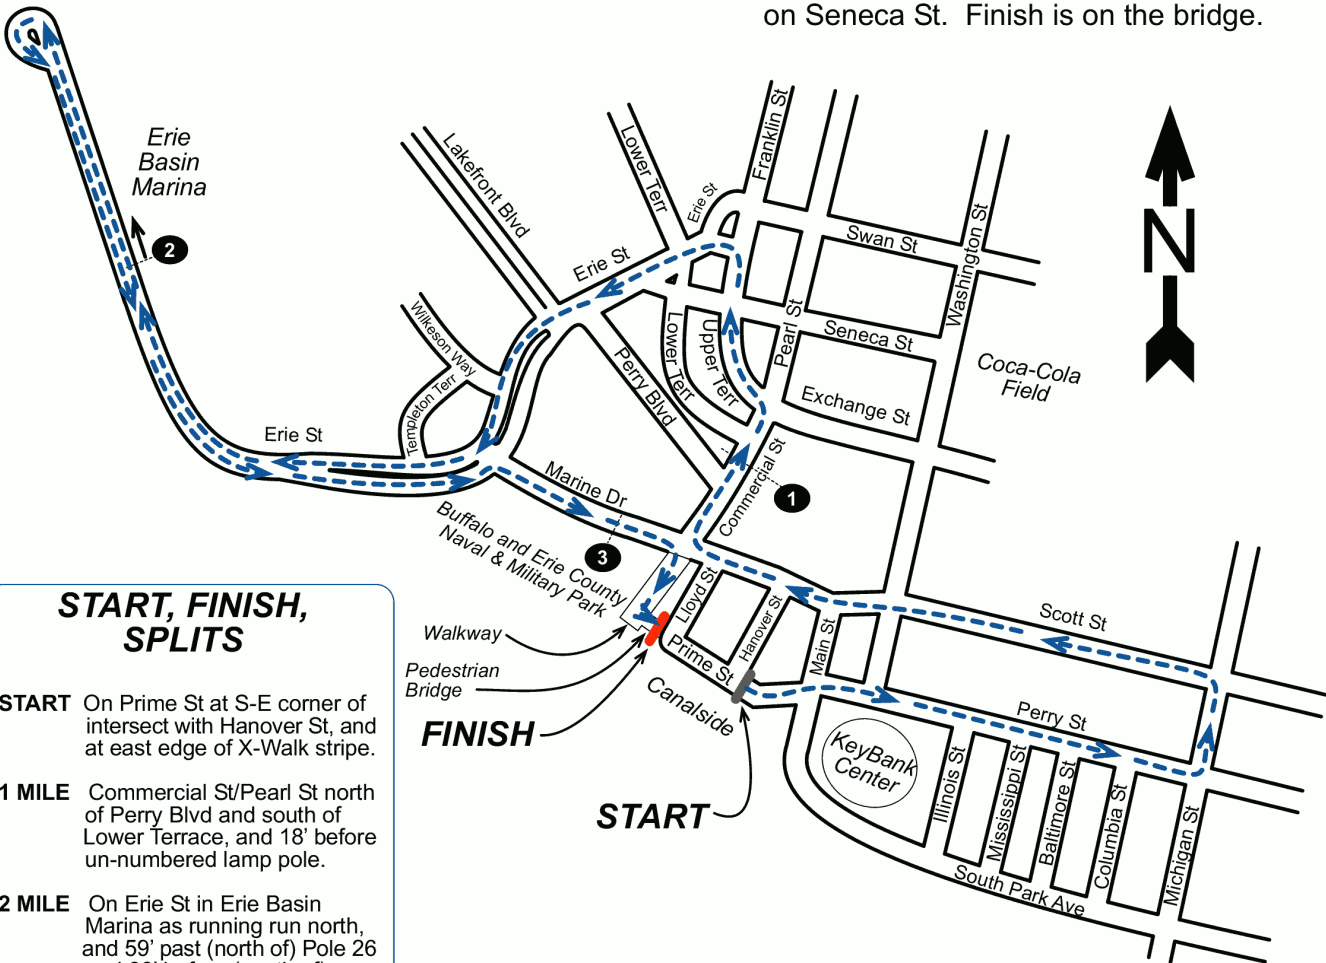 on Seneca St.  Finish is on the bridge.
Erie
Basin
Marina
2
Lakefront Blvd
Lower Terr
Erie St
Franklin St
Swan St
Washington St
N
Erie St
Wilkeson Way
Templeton Terr
Lower Terr
Upper Terr
Pearl St
Seneca St
Perry Blvd
Exchange St
Coca-Cola
Field
Erie St
Marine Dr
Commercial St
1
3
Buffalo and Erie County
Naval & Military Park
Lloyd St
Hanover St
Main St
Scott St
Prime St
Walkway
Pedestrian
Bridge
FINISH
Canalside
START
KeyBank
Center
Perry St
Illinois St
Mississippi St
Baltimore St
Columbia St
Michigan St
South Park Ave
START, FINISH,
SPLITS
START On Prime St at S-E corner of
intersect with Hanover St, and
at east edge of X-Walk stripe.
1 MILE Commercial St/Pearl St north
of Perry Blvd and south of
Lower Terrace, and 18' before
un-numbered lamp pole.
2 MILE On Erie St in Erie Basin
Marina as running run north,
and 59' past (north of) Pole 26